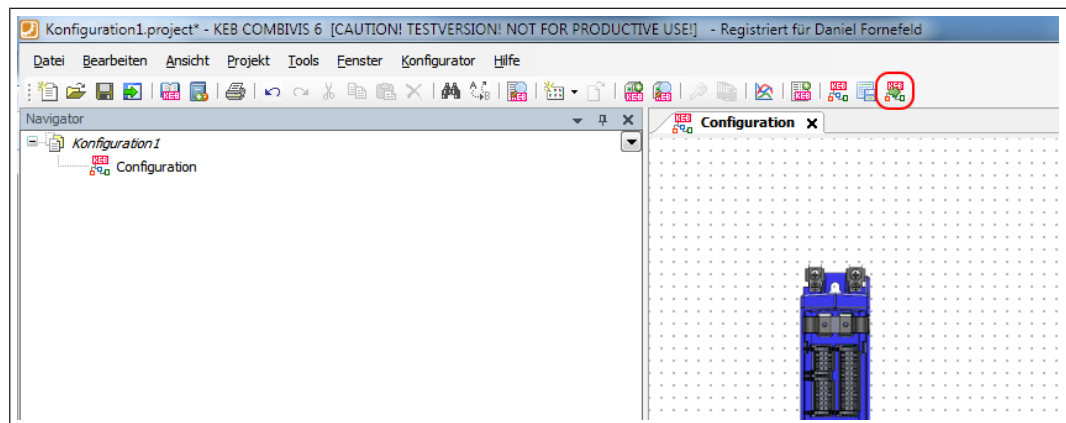 Konfiguration1.project* - KEB COMBIVIS 6 [CAUTION! TESTVERSION! NOT FOR PRODUCTIVE USE!] - Registriert für Daniel Fornefeld
Datei Bearbeiten Ansicht Projekt Tools Fenster Konfigurator Hilfe
Navigator
Configuration
Konfiguration1
Configuration